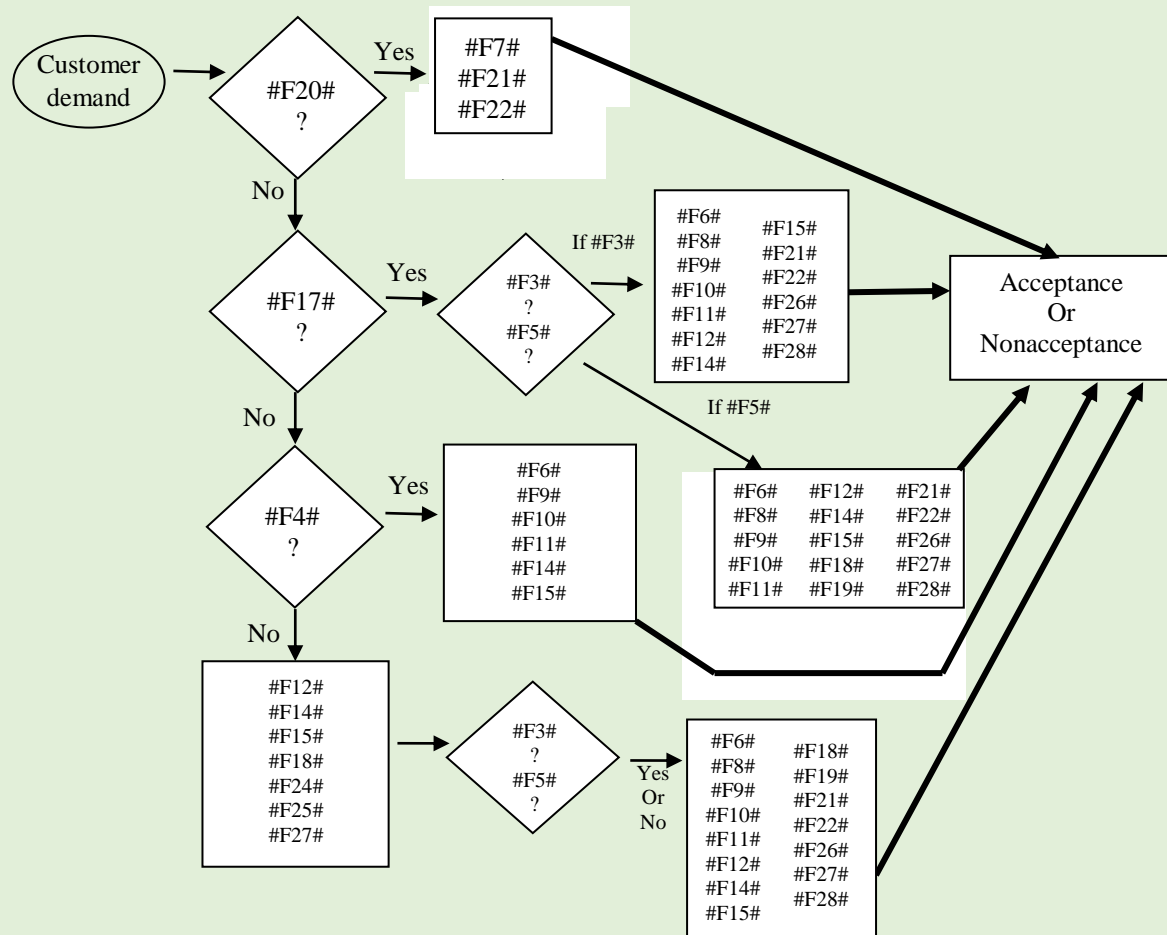 Customer
demand
#F20#
?
Yes
#F7#
#F21#
#F22#
No
#F17#
?
Yes
#F3#
?
#F5#
?
If #F3#
#F6#
#F8#
#F9#
#F10#
#F11#
#F12#
#F14#
#F15#
#F21#
#F22#
#F26#
#F27#
#F28#
Acceptance
Or
Nonacceptance
If #F5#
#F6# #F12# #F21#
#F8# #F14# #F22#
#F9# #F15# #F26#
#F10# #F18# #F27#
#F11# #F19# #F28#
No
#F4#
?
Yes
#F6#
#F9#
#F10#
#F11#
#F14#
#F15#
No
#F12#
#F14#
#F15#
#F18#
#F24#
#F25#
#F27#
#F3#
?
#F5#
?
Yes
Or
No
#F6#
#F8#
#F9#
#F10#
#F11#
#F12#
#F14#
#F15#
#F18#
#F19#
#F21#
#F22#
#F26#
#F27#
#F28#